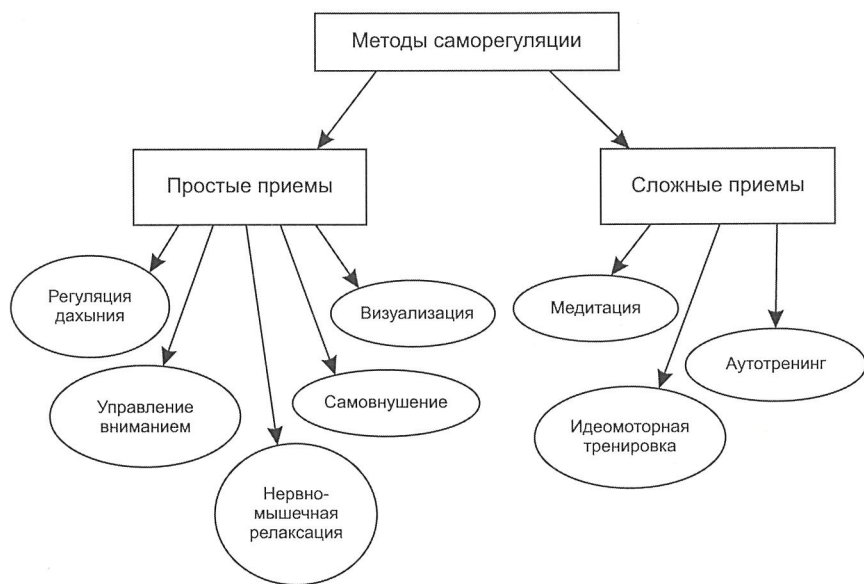 Методы саморегуляции
Простые приемы
Сложные приемы
Регуляция
дахыния
Визуализация
Управление
вниманием
Самовнушение
Нервно-
мышечная
релаксация
Медитация
Аутотренинг
Идеомоторная
тренировка